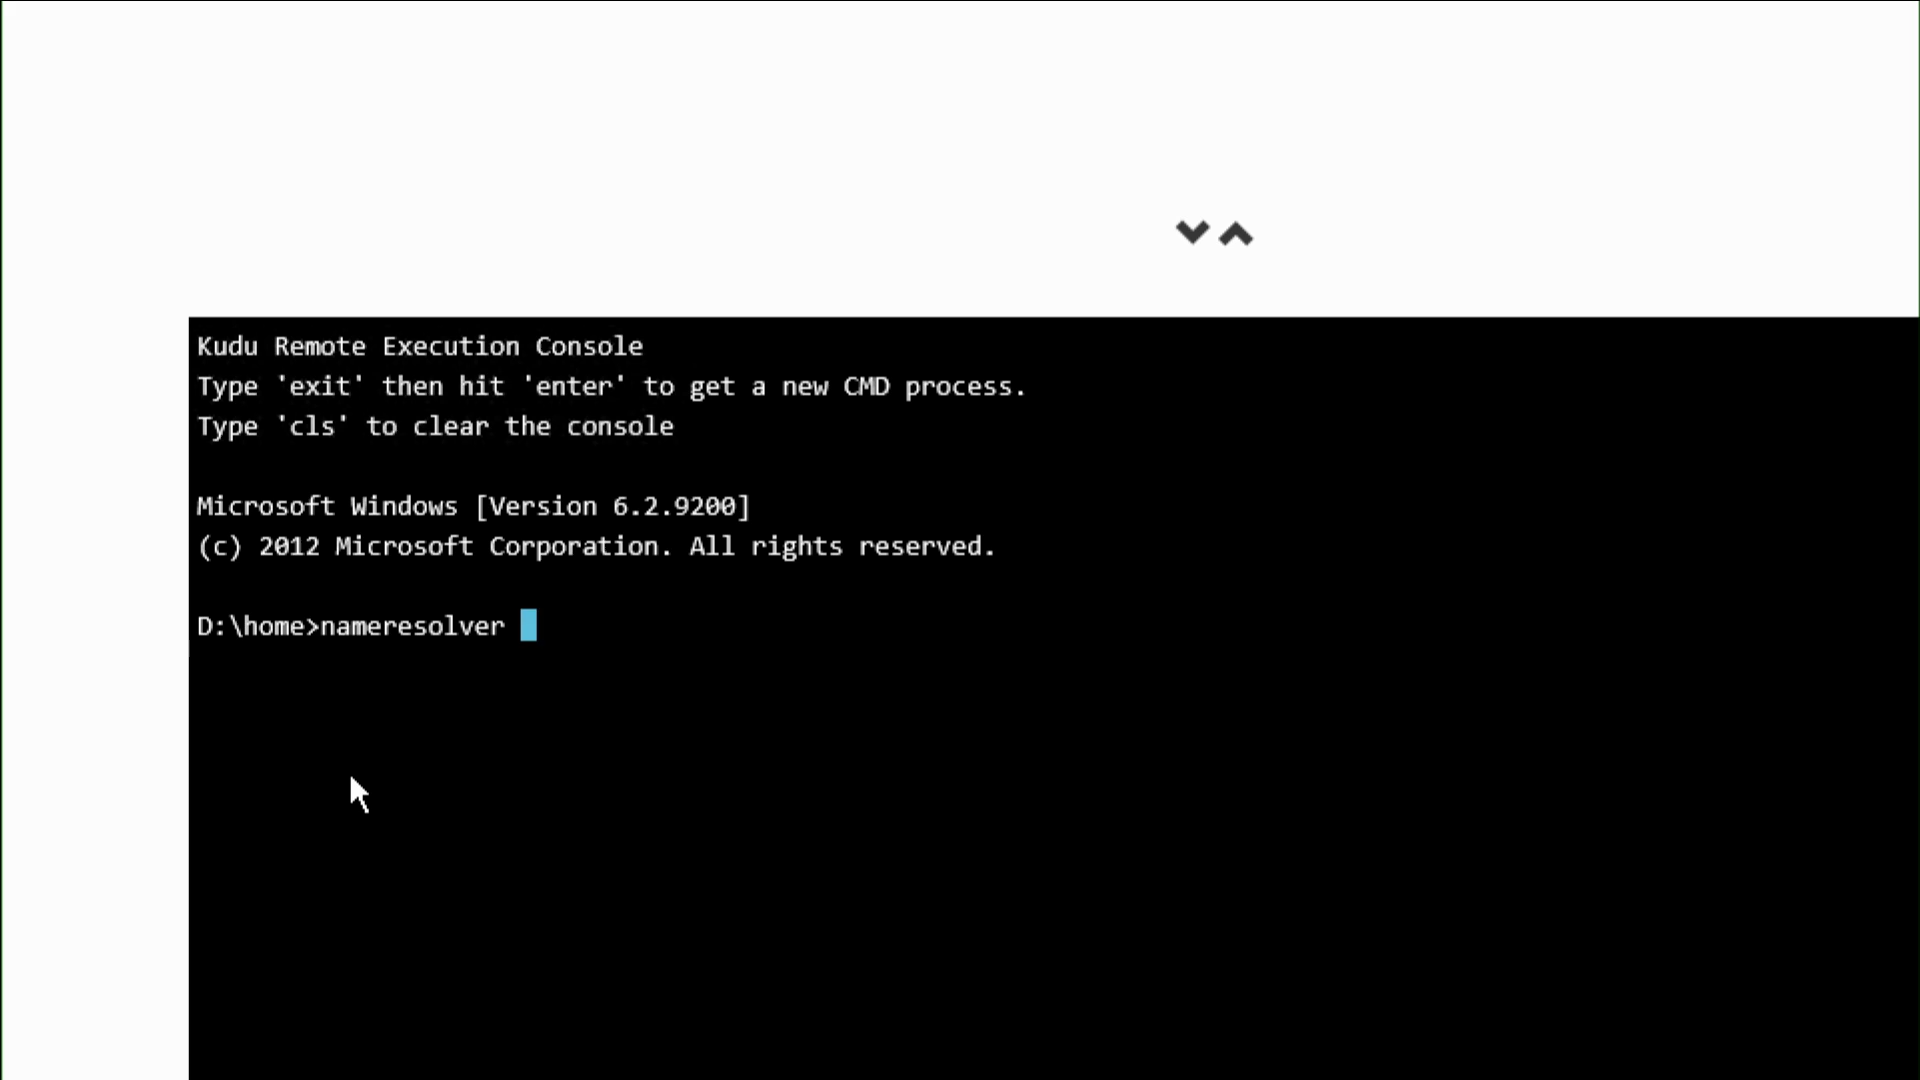 Kudu Remote Execution Console
Type 'exit' then hit 'enter' to get a new CMD process.
Type 'cls' to clear the console
Microsoft Windows [Version 6.2.9200]
(c) 2012 Microsoft Corporation. All rights reserved.
D:\home>nameresolver